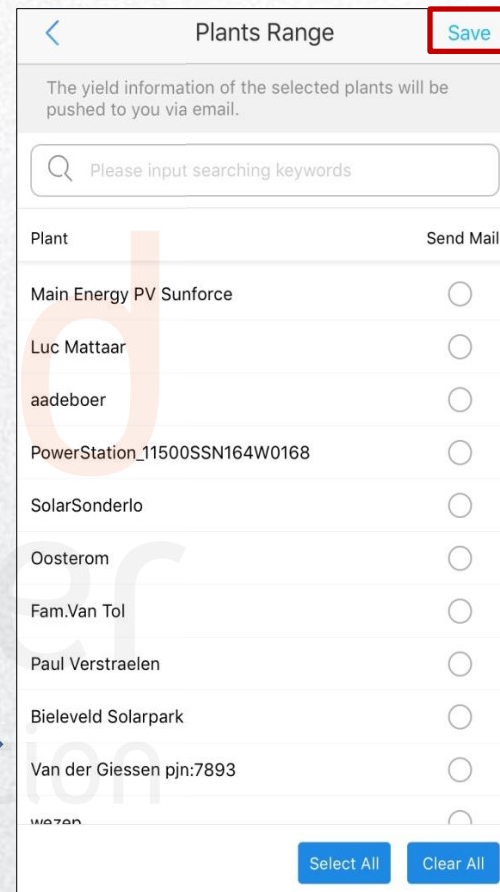 Plants Range
Save
The yield information of the selected plants will be
pushed to you via email.
Please input searching keywords
Plant Send Mail
Main Energy PV Sunforce
Luc Mattaar
aadeboer
PowerStation_11500SSN164W0168
SolarSonderlo
Oosterom
Fam.Van Tol
Paul Verstraelen
Bieleveld Solarpark
Van der Giessen pjn:7893
wezep
Select All Clear All